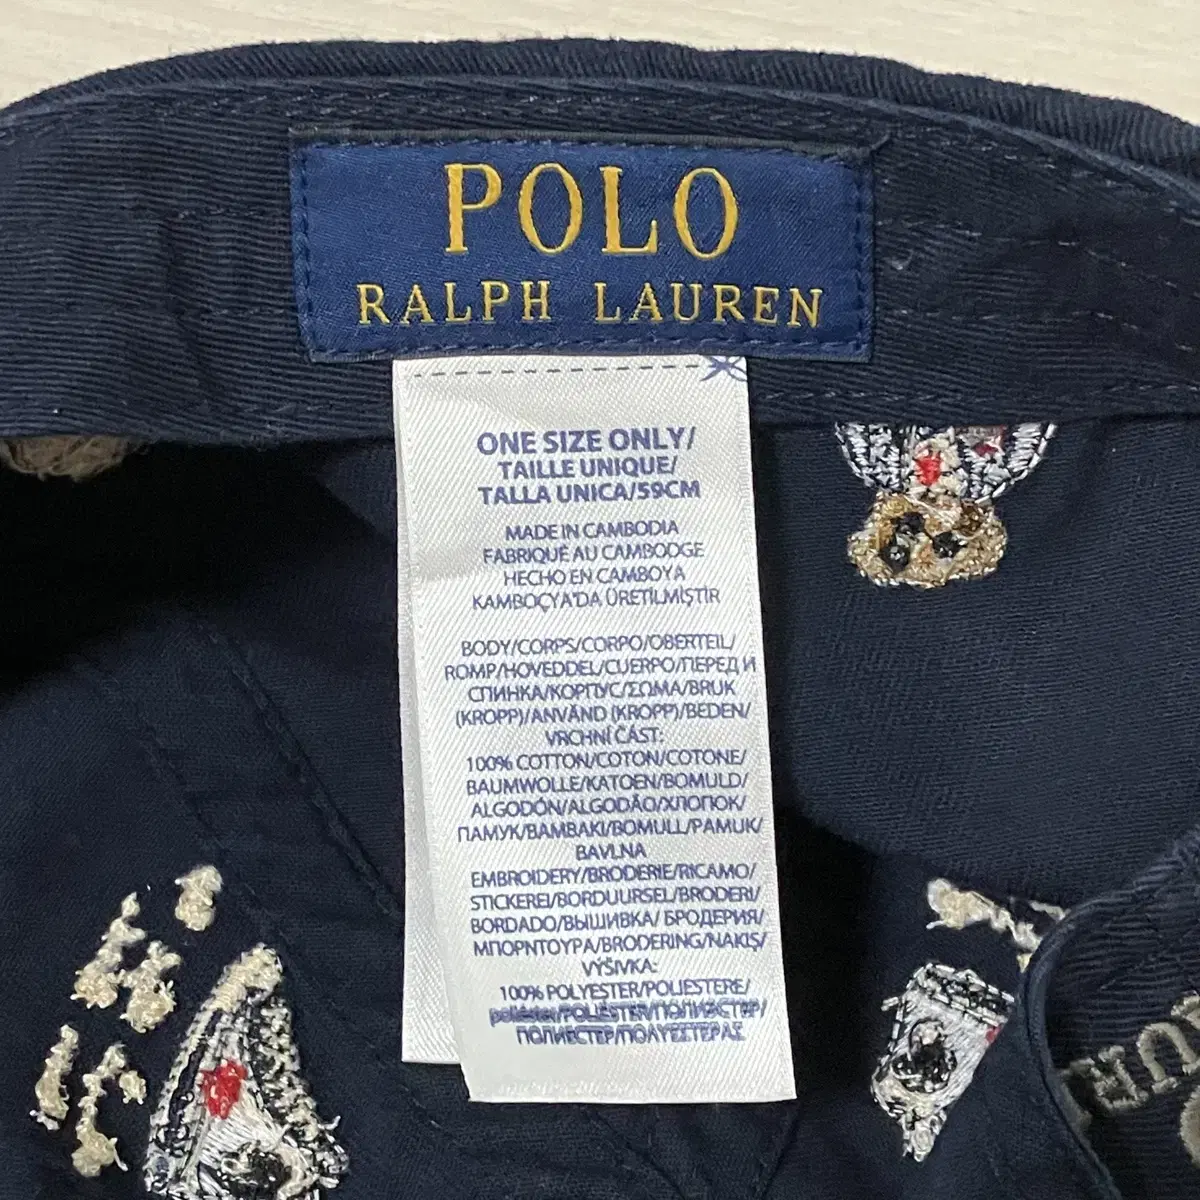 POLO
RALPH LAUREN
ONE SIZE ONLY/
TAILLE UNIQUE/
TALLA UNICA/59CM
MADE IN CAMBODIA
FABRIQUÉ AU CAMBODGE
HECHO EN CAMBOYA
KAMBOÇYA'DA ÜRETİLMİŞTİR
BODY/CORPS/CORPO/OBERTEIL/
ROMP/HOVEDDEL/CUERPO/ПЕРЕД И
СПИНКА/КОРПУС/ΣΩΜΑ/BRUK
(KROPP)/ANVÄND (KROPP)/BEDEN/
VRCHNÍ ČÁST:
100% COTTON/COTON/COTONE/
BAUMWOLLE/KATOEN/BOMULD/
ALGODÓN/ALGODÃO/ХЛОПОК/
ПАМУК/BAMBAKI/BOMULL/PAMUK/
BAVLNA
EMBROIDERY/BRODERIE/RICAMO/
STICKEREI/BORDUURSEL/BRODERI/
BORDADO/ВЫШИВКА/ БРОДЕРИЯ/
ΜΠΟΡΝΤΟΥΡΑ/BRODERING/NAKIŞ/
VÝŠIVKA:
100% POLYESTER/POLIESTERE/
poliéster/POLIÉSTER/ПОЛИЭСТЕР/
ПОЛИЕСТЕР/ΠΟΛΥΕΣΤΕΡΑΣ